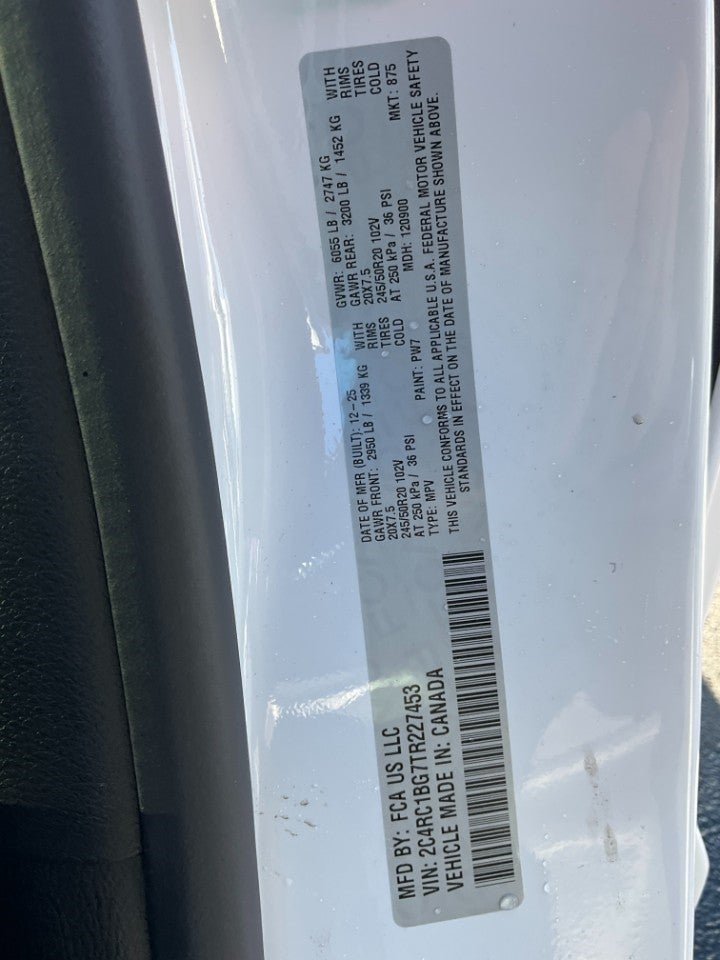 MFD BY: FCA US LLC
VIN: 2C4RC1BG7TR227453
VEHICLE MADE IN: CANADA
DATE OF MFR (BUILT): 12-25 GVWR: 6055 LB / 2747 KG
GAWR FRONT: 2950 LB / 1339 KG WITH GAWR REAR: 3200 LB / 1452 KG WITH
20X7.5 RIMS 20X7.5 RIMS
245/50R20 102V TIRES 245/50R20 102V TIRES
AT 250 kPa / 36 PSI COLD AT 250 kPa / 36 PSI COLD
TYPE: MPV PAINT: PW7 MDH: 120900 MKT: 875
THIS VEHICLE CONFORMS TO ALL APPLICABLE U.S.A. FEDERAL MOTOR VEHICLE SAFETY
STANDARDS IN EFFECT ON THE DATE OF MANUFACTURE SHOWN ABOVE.